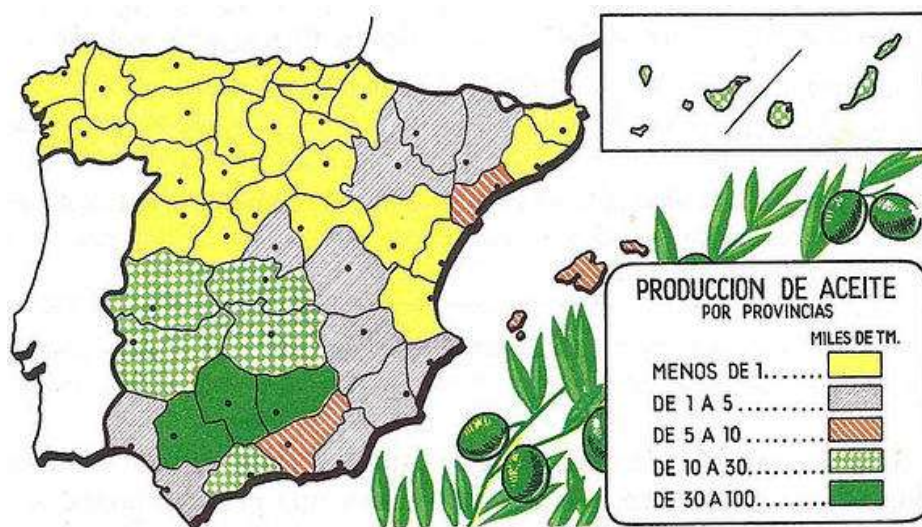 PRODUCCION DE ACEITE
POR PROVINCIAS
MILES DE TM.
MENOS DE 1.......
DE 1 A 5.........
DE 5 A 10.......
DE 10 A 30......
DE 30 A 100.....